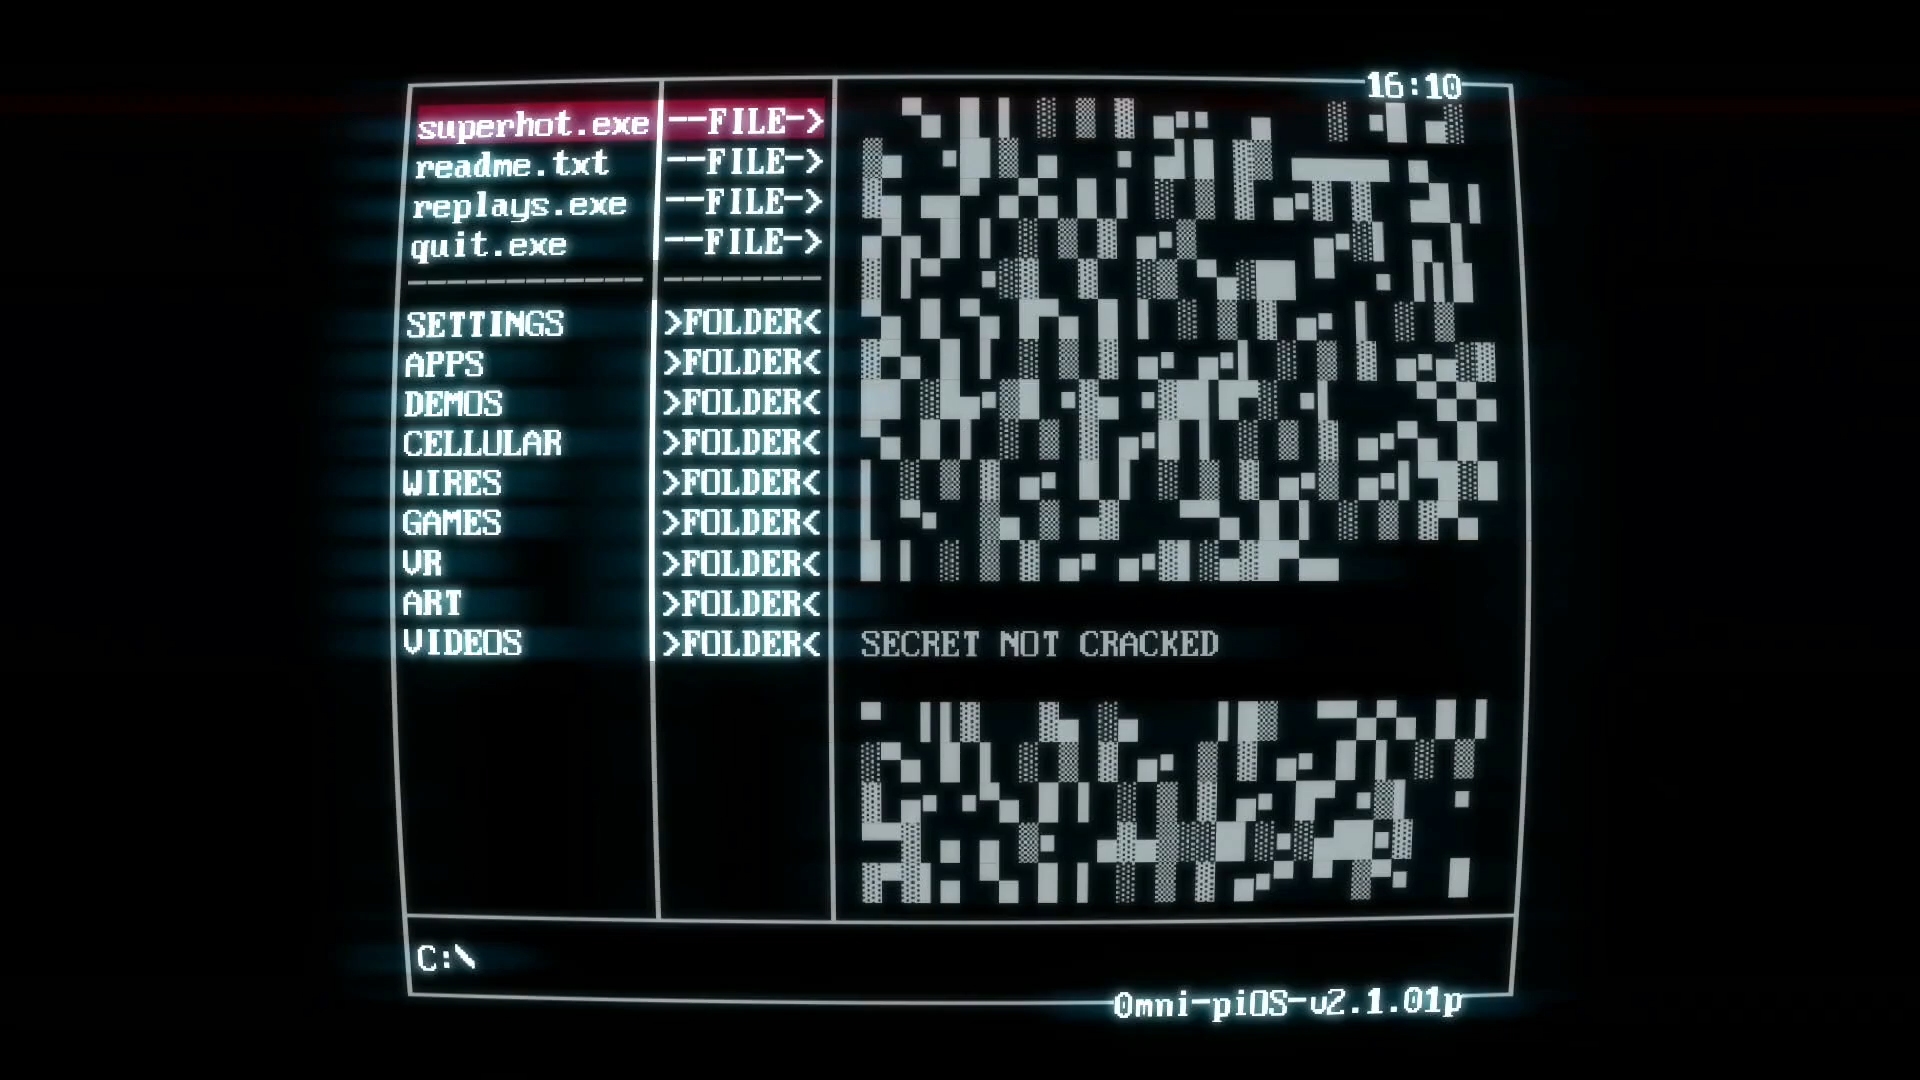 16:10
superhot.exe --FILE->
readme.txt --FILE->
replays.exe --FILE->
quit.exe --FILE->
SETTINGS >FOLDER<
APPS >FOLDER<
DEMOS >FOLDER<
CELLULAR >FOLDER<
WIRES >FOLDER<
GAMES >FOLDER<
VR >FOLDER<
ART >FOLDER<
VIDEOS >FOLDER<
SECRET NOT CRACKED
C:\
0mni-piOS-v2.1.01p